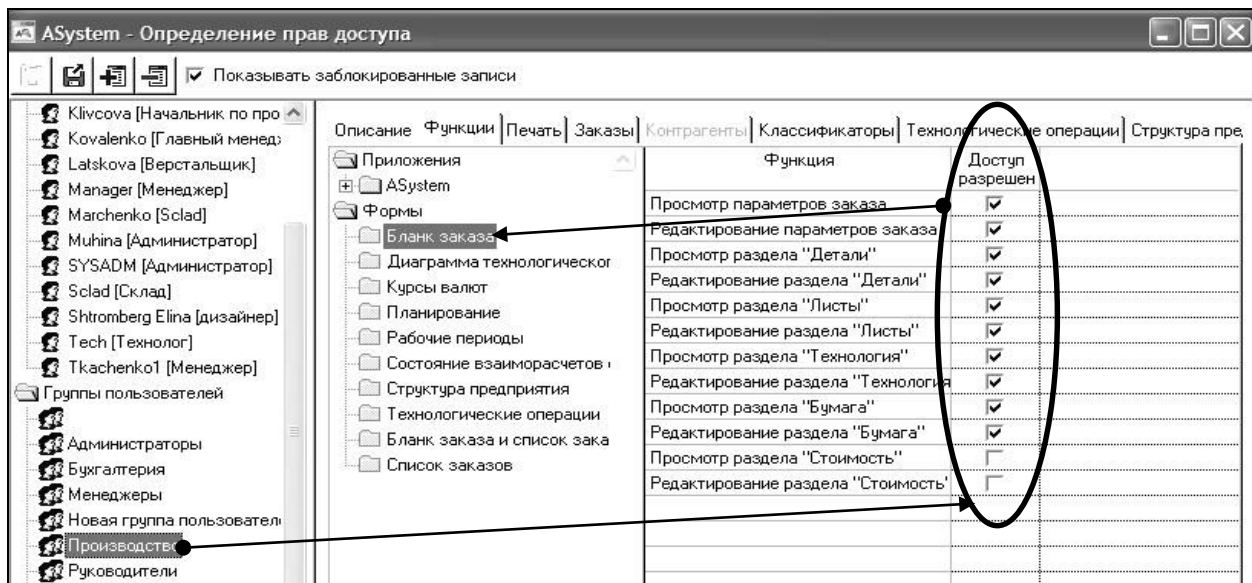 ASystem - Определение прав доступа
Показывать заблокированные записи
Klivcova [Начальник по про
Kovalenko [Главный менед:
Latskova [Верстальщик]
Manager [Менеджер]
Marchenko [Sclad]
Muhina [Администратор]
SYSADM [Администратор]
Sclad [Склад]
Shtromberg Elina [дизайнер]
Tech [Технолог]
Tkachenko1 [Менеджер]
Группы пользователей
Администраторы
Бухгалтерия
Менеджеры
Новая группа пользовател
Производство
Руководители
Описание Функции Печать Заказы Контрагенты Классификаторы Технологические операции Структура пре
Приложения
ASystem
Формы
Бланк заказа
Диаграмма технологическог
Курсы валют
Планирование
Рабочие периоды
Состояние взаиморасчетов
Структура предприятия
Технологические операции
Бланк заказа и список зака
Список заказов
Функция
Доступ
разрешен
Просмотр параметров заказа
Редактирование параметров заказа
Просмотр раздела "Детали"
Редактирование раздела "Детали"
Просмотр раздела "Листы"
Редактирование раздела "Листы"
Просмотр раздела "Технология"
Редактирование раздела "Технология
Просмотр раздела "Бумага"
Редактирование раздела "Бумага"
Просмотр раздела "Стоимость"
Редактирование раздела "Стоимость"